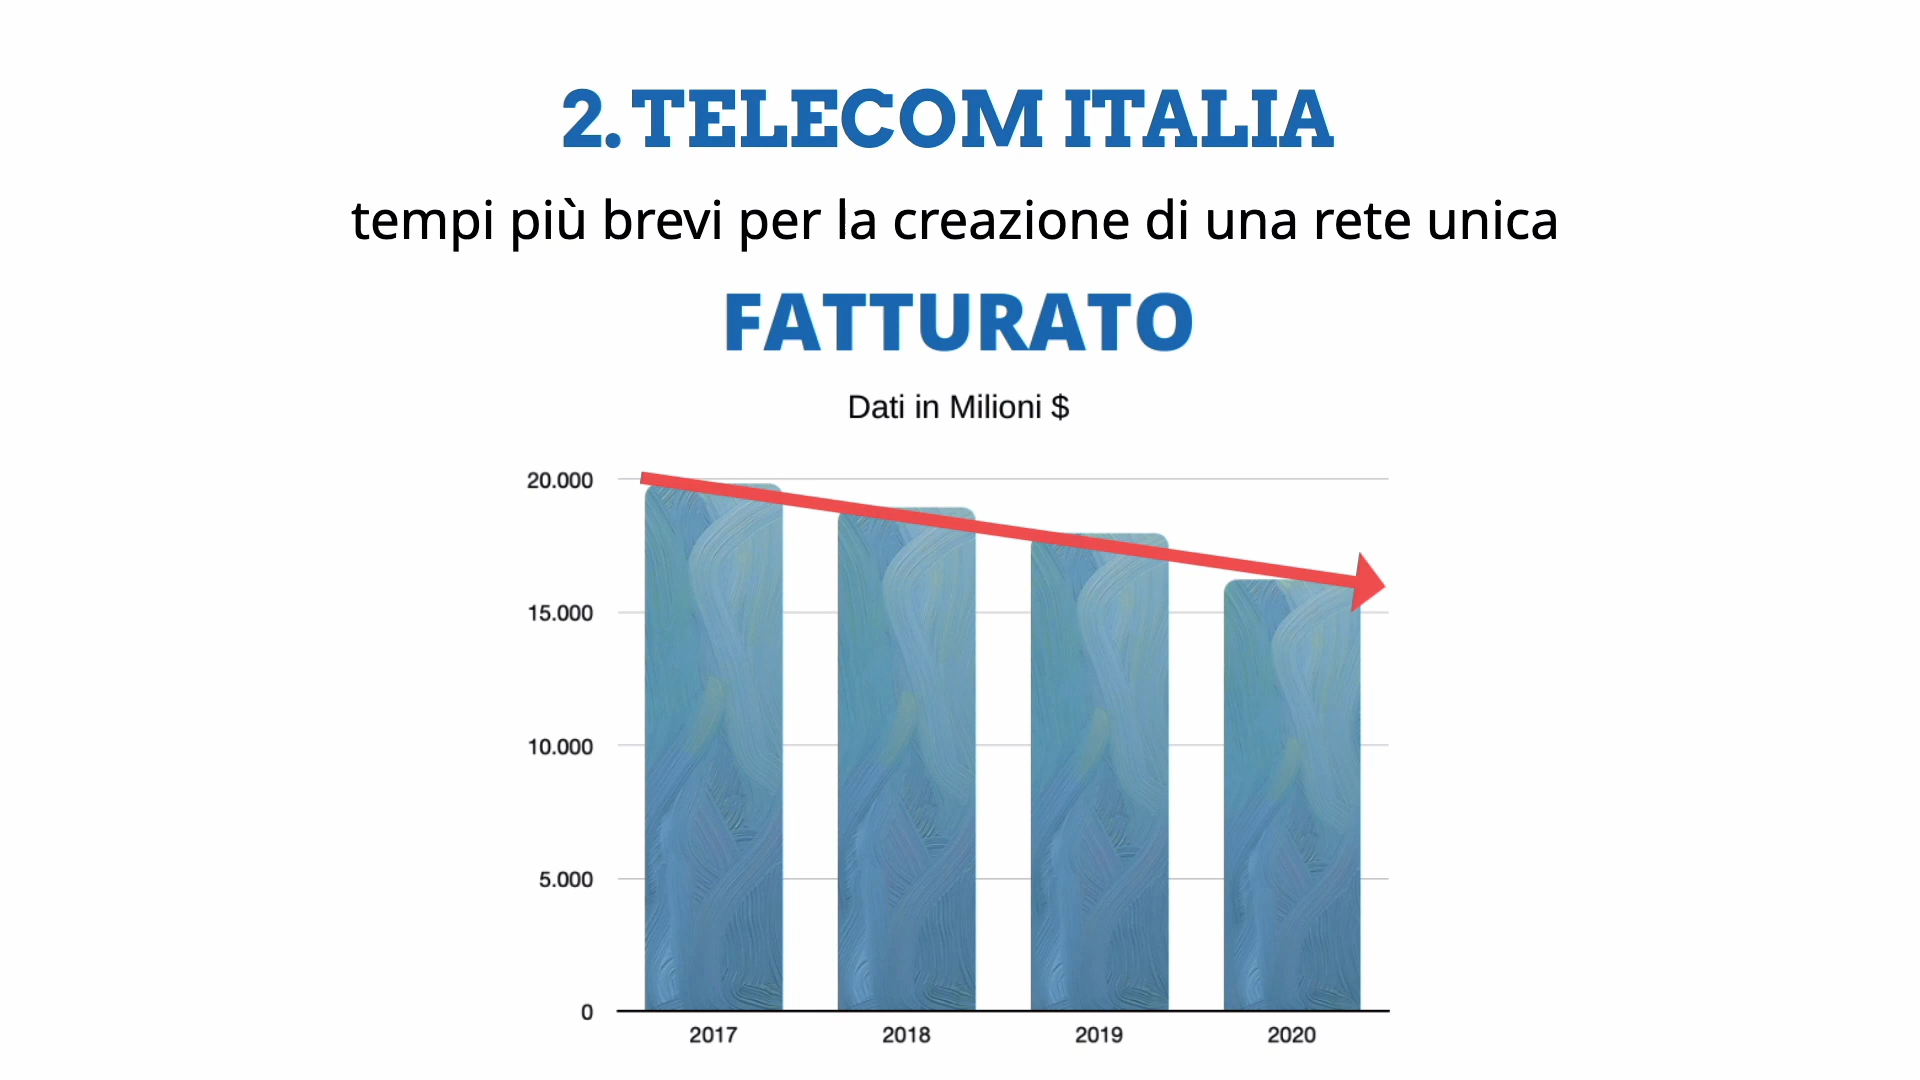 2. TELECOM ITALIA
tempi più brevi per la creazione di una rete unica
FATTURATO
Dati in Milioni $
20.000
15.000
10.000
5.000
0
2017 2018 2019 2020